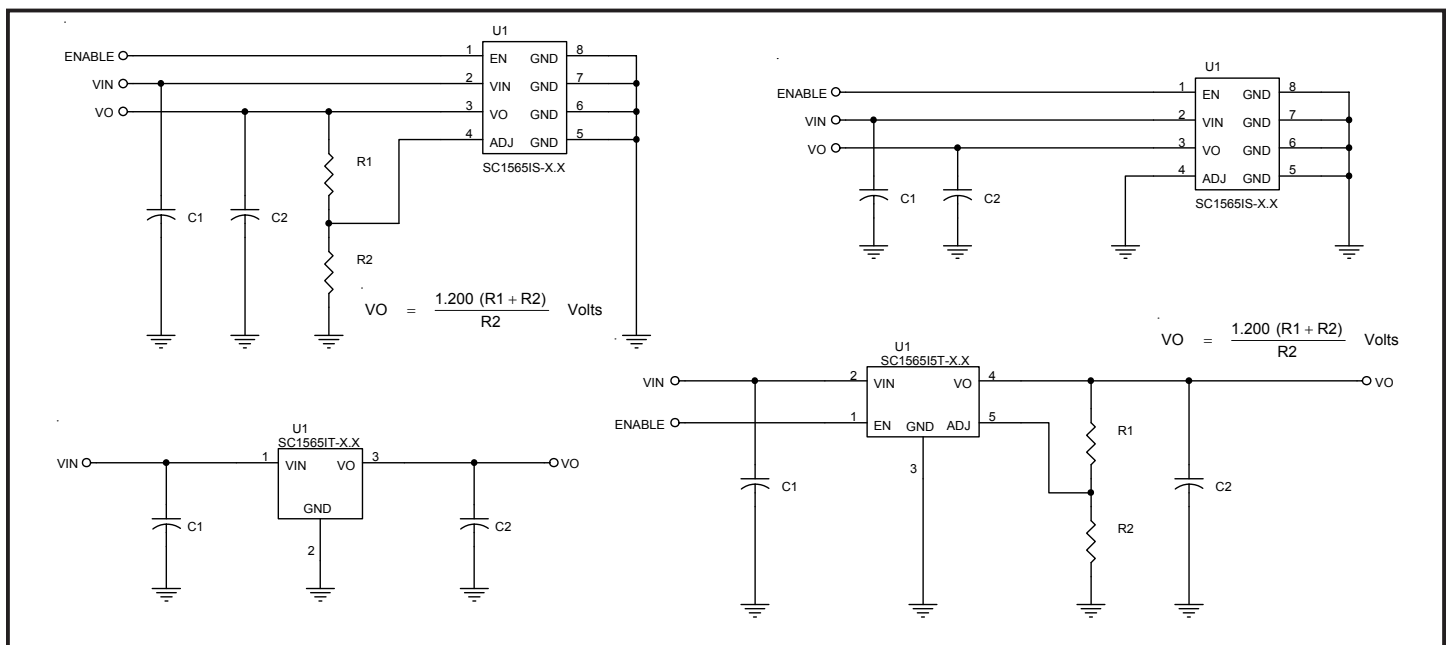 U1
ENABLE 1 EN GND 8
VIN 2 VIN GND 7
VO 3 VO GND 6
4 ADJ GND 5
SC1565IS-X.X
R1
C1 C2
R2
VO = 1.200 (R1 + R2) Volts
R2
U1
ENABLE 1 EN GND 8
VIN 2 VIN GND 7
VO 3 VO GND 6
4 ADJ GND 5
SC1565IS-X.X
C1 C2
U1
SC1565IT-X.X
VIN 1 VIN VO 3 VO
GND
C1 C2
2
VO = 1.200 (R1 + R2) Volts
R2
U1
SC1565I5T-X.X
VIN 2 VIN VO 4 VO
ENABLE 1 EN GND ADJ 5
R1
3
C1 C2
R2